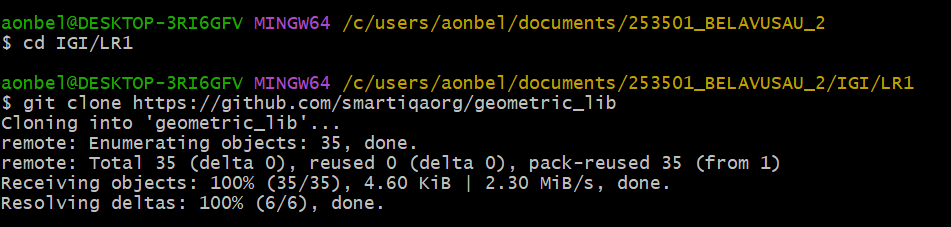 aonbel@DESKTOP-3RI6GFV MINGW64 /c/users/aonbel/documents/253501_BELAVUSAU_2
$ cd IGI/LR1
aonbel@DESKTOP-3RI6GFV MINGW64 /c/users/aonbel/documents/253501_BELAVUSAU_2/IGI/LR1
$ git clone https://github.com/smartiqaorg/geometric_lib
Cloning into 'geometric_lib'...
remote: Enumerating objects: 35, done.
remote: Total 35 (delta 0), reused 0 (delta 0), pack-reused 35 (from 1)
Receiving objects: 100% (35/35), 4.60 KiB | 2.30 MiB/s, done.
Resolving deltas: 100% (6/6), done.